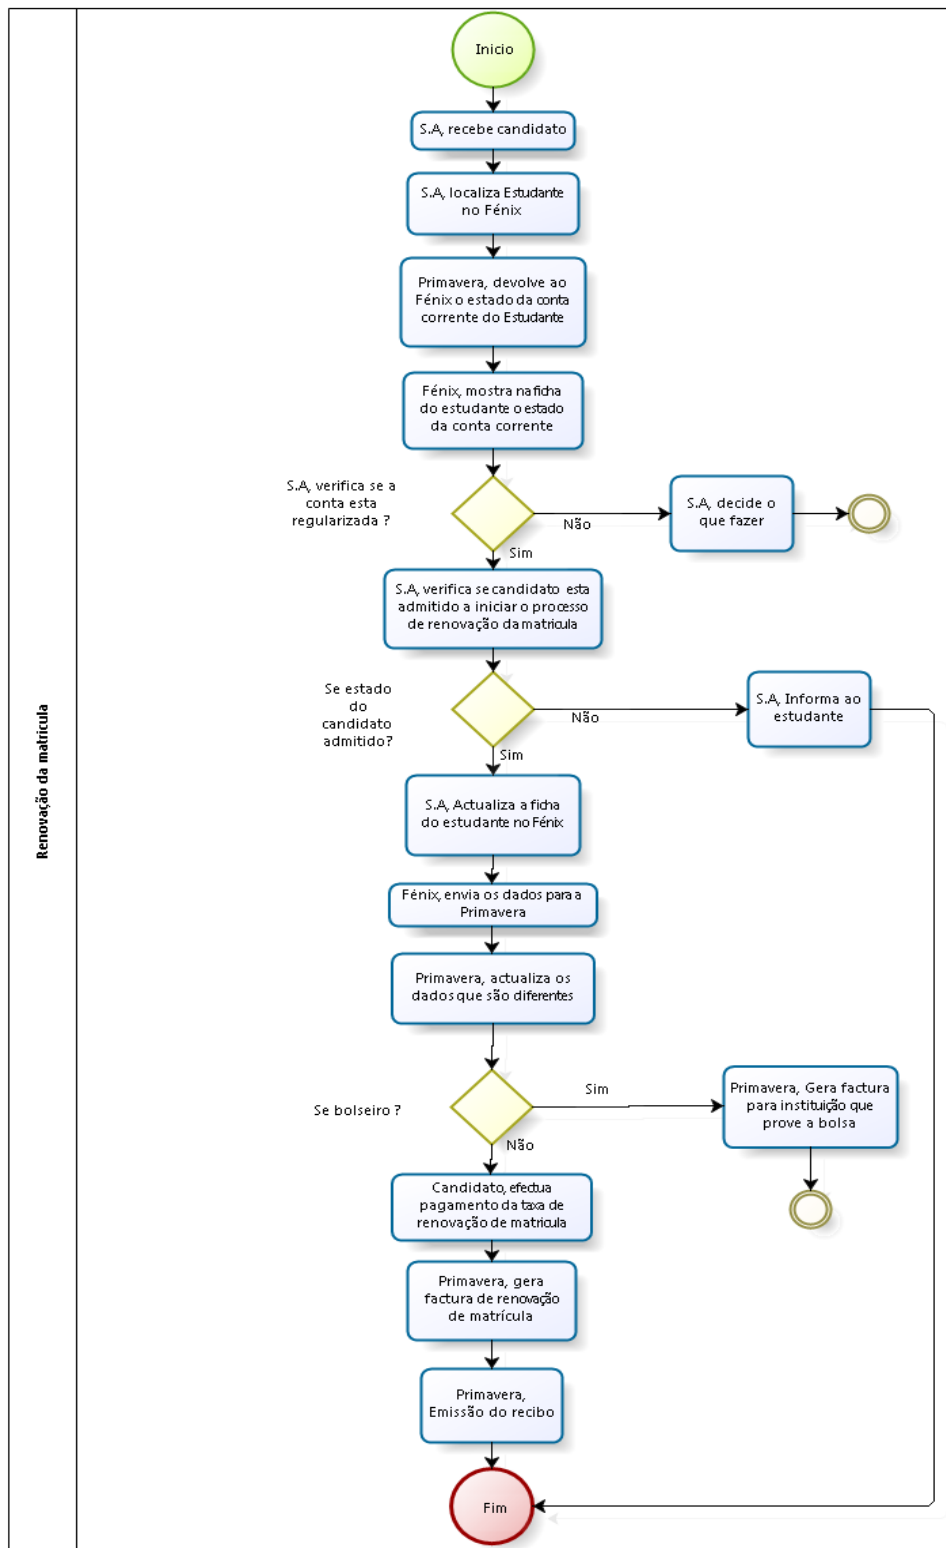 Renovação da matrícula
Inicio
S.A, recebe candidato
S.A, localiza Estudante
no Fénix
Primavera, devolve ao
Fénix o estado da conta
corrente do Estudante
Fénix, mostra na ficha
do estudante o estado
da conta corrente
S.A, verifica se a
conta esta
regularizada ?
Não
S.A, decide o
que fazer
Sim
S.A, verifica se candidato esta
admitido a iniciar o processo
de renovação da matricula
Se estado
do
candidato
admitido?
Não
S.A, Informa ao
estudante
Sim
S.A, Actualiza a ficha
do estudante no Fénix
Fénix, envia os dados para a
Primavera
Primavera, actualiza os
dados que são diferentes
Se bolseiro ?
Sim
Primavera, Gera factura
para instituição que
prove a bolsa
Não
Candidato, efectua
pagamento da taxa de
renovação de matricula
Primavera, gera
factura de renovação
de matrícula
Primavera,
Emissão do recibo
Fim